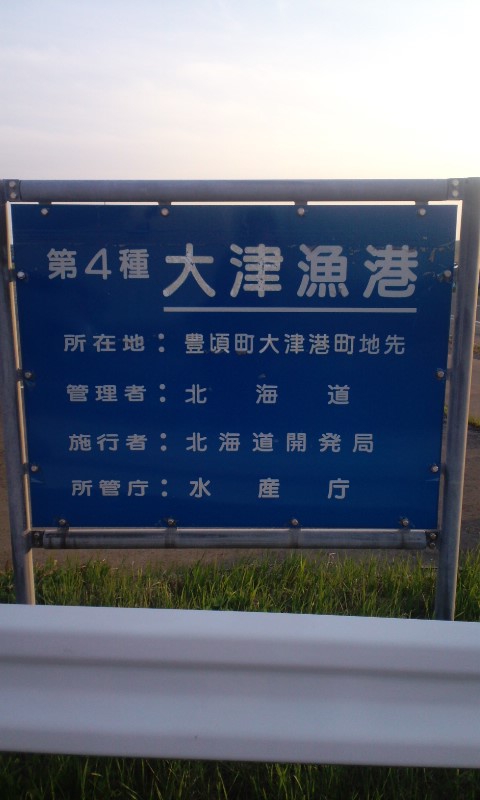 第4種 大津漁港
所在地：豊頃町大津港町地先
管理者：北海道
施行者：北海道開発局
所管庁：水産庁